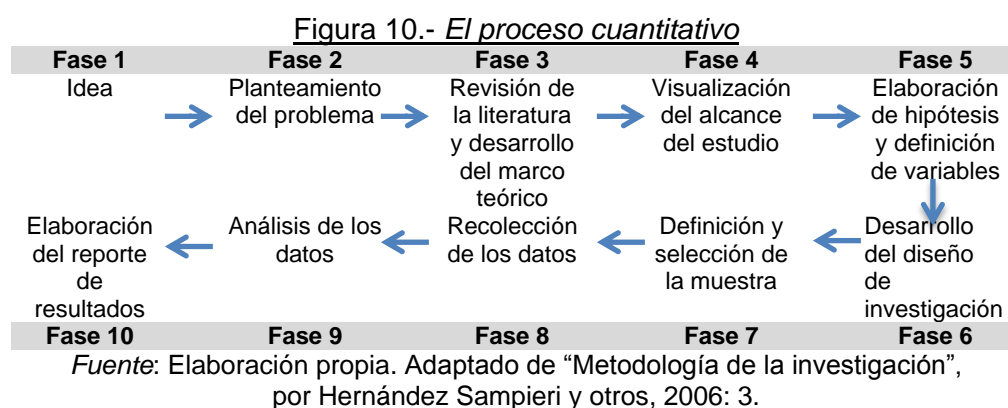 Figura 10.- El proceso cuantitativo
Fase 1 Fase 2 Fase 3 Fase 4 Fase 5
Idea
Planteamiento
del problema
Revisión de
la literatura
y desarrollo
del marco
teórico
Visualización
del alcance
del estudio
Elaboración
de hipótesis
y definición
de variables
Elaboración
del reporte
de
resultados
Análisis de los
datos
Recolección
de los datos
Definición y
selección de
la muestra
Desarrollo
del diseño
de
investigación
Fase 10 Fase 9 Fase 8 Fase 7 Fase 6
Fuente: Elaboración propia. Adaptado de “Metodología de la investigación”,
por Hernández Sampieri y otros, 2006: 3.